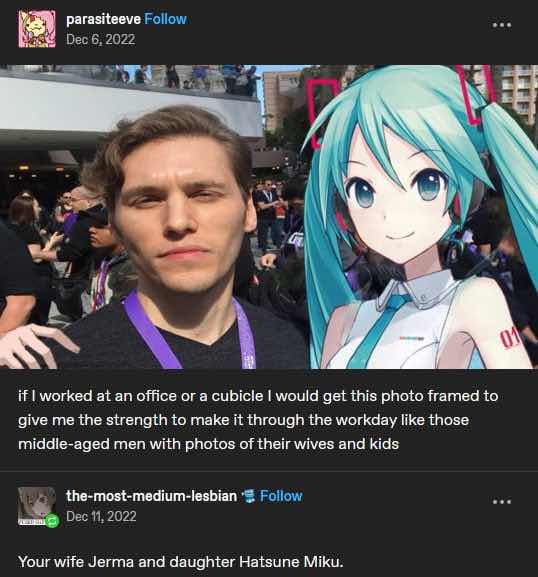 parasiteeve Follow
Dec 6, 2022
01
if I worked at an office or a cubicle I would get this photo framed to
give me the strength to make it through the workday like those
middle-aged men with photos of their wives and kids
the-most-medium-lesbian Follow
Dec 11, 2022
Your wife Jerma and daughter Hatsune Miku.